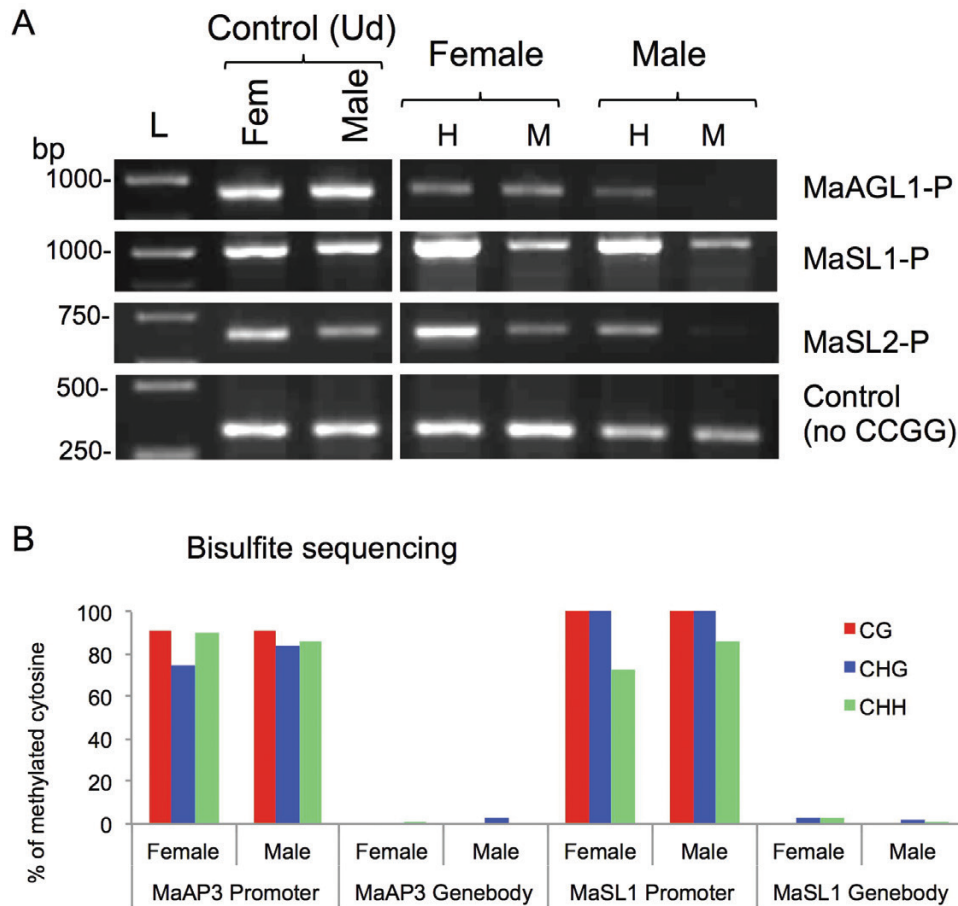 A
Control (Ud)
Female
Male
L
Fem
Male
H
M
H
M
bp
1000-
MaAGL1-P
1000-
MaSL1-P
750-
MaSL2-P
500-
250-
Control
(no CCGG)
B
Bisulfite sequencing
% of methylated cytosine
100
80
60
40
20
0
CG
CHG
CHH
Female
Male
Female
Male
Female
Male
Female
Male
MaAP3 Promoter
MaAP3 Genebody
MaSL1 Promoter
MaSL1 Genebody